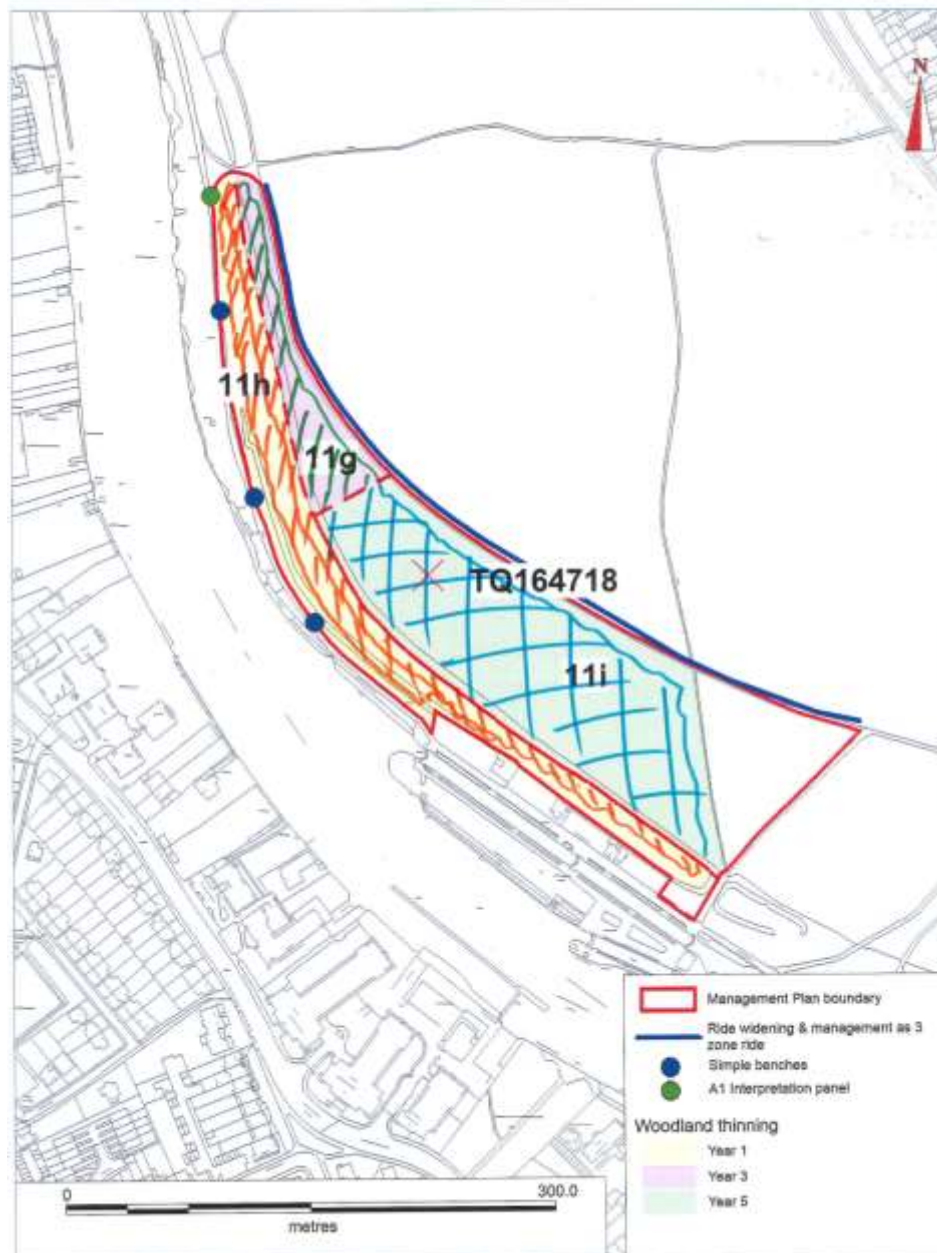 N
11h
11g
TQ164718
11i
Management Plan boundary
Ride widening & management as 3
zone ride
Simple benches
A1 Interpretation panel
Woodland thinning
Year 1
Year 3
Year 5
0
300.0
metres